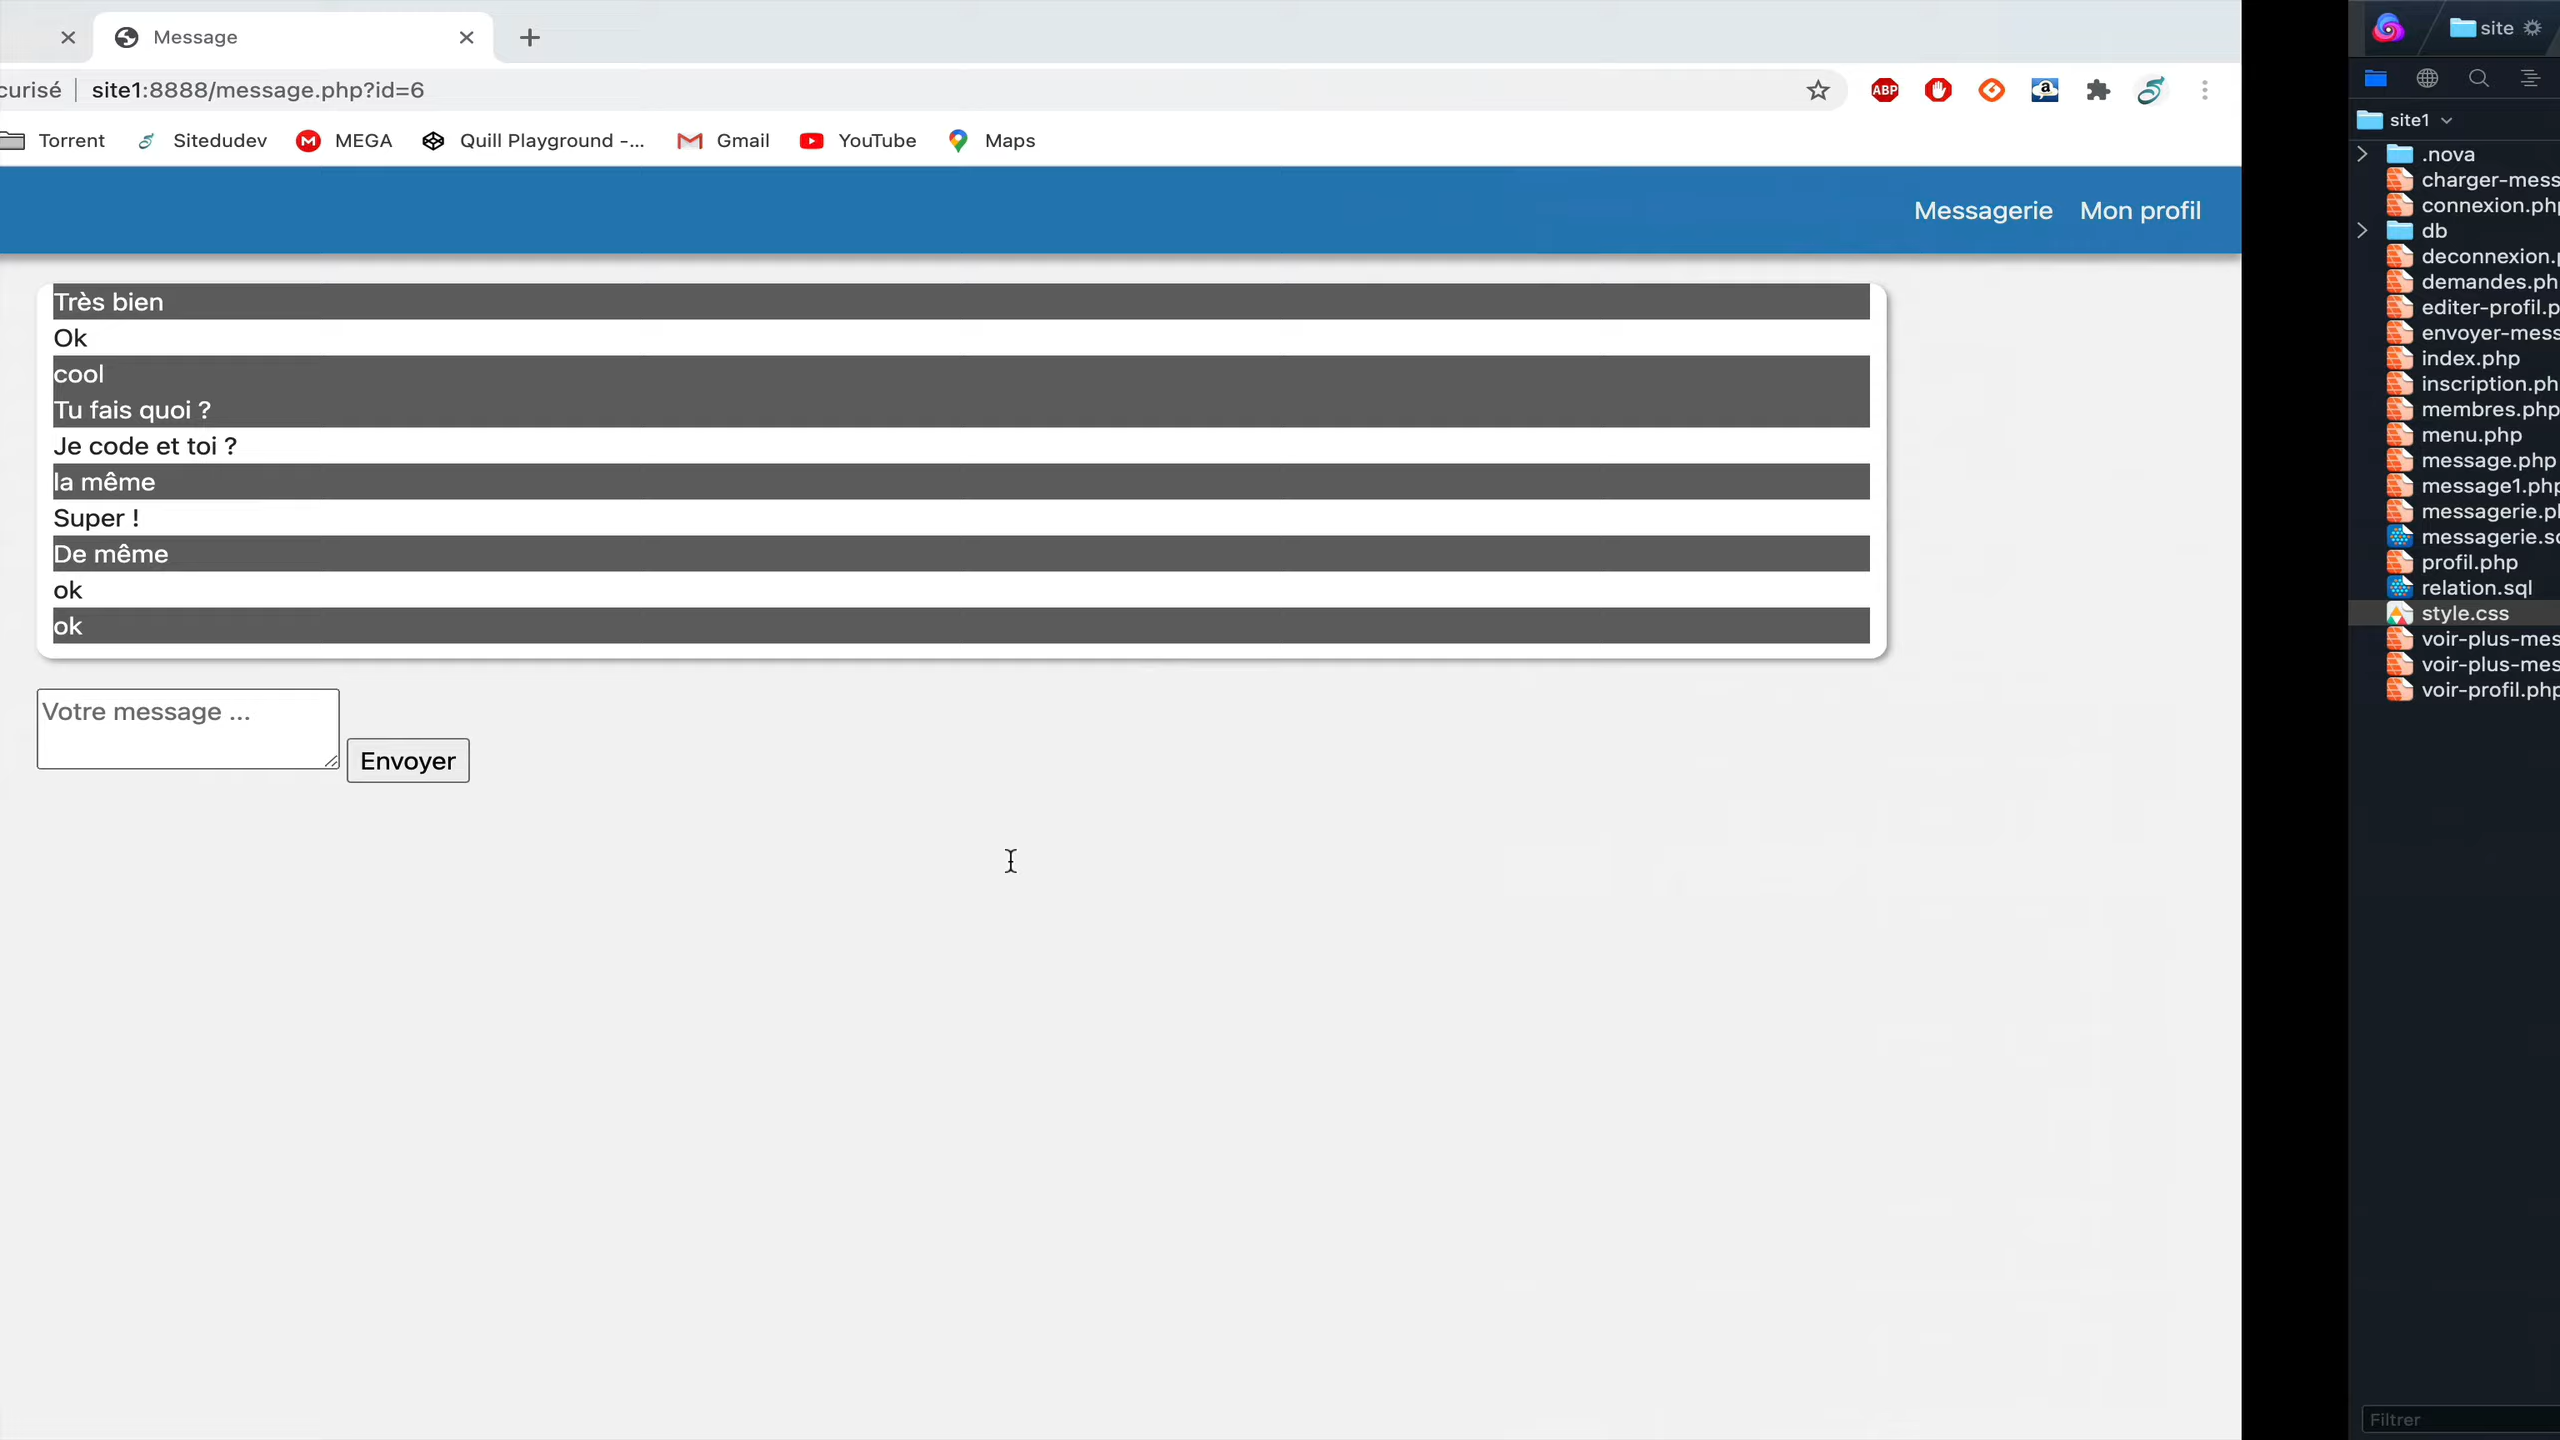 Message
curisé | site1:8888/message.php?id=6
ABP
a
Torrent
Sitedudev
M MEGA
Quill Playground -...
Gmail
YouTube
Maps
Messagerie
Mon profil
Très bien
Ok
cool
Tu fais quoi ?
Je code et toi ?
la même
Super !
De même
ok
ok
Votre message ...
Envoyer
site
site1
.nova
charger-mess
connexion.php
db
deconnexion.p
demandes.ph
editer-profil.p
envoyer-mess
index.php
inscription.ph
membres.php
menu.php
message.php
message1.php
messagerie.ph
messagerie.sq
profil.php
relation.sql
style.css
voir-plus-mes
voir-plus-mes
voir-profil.php
Filtrer